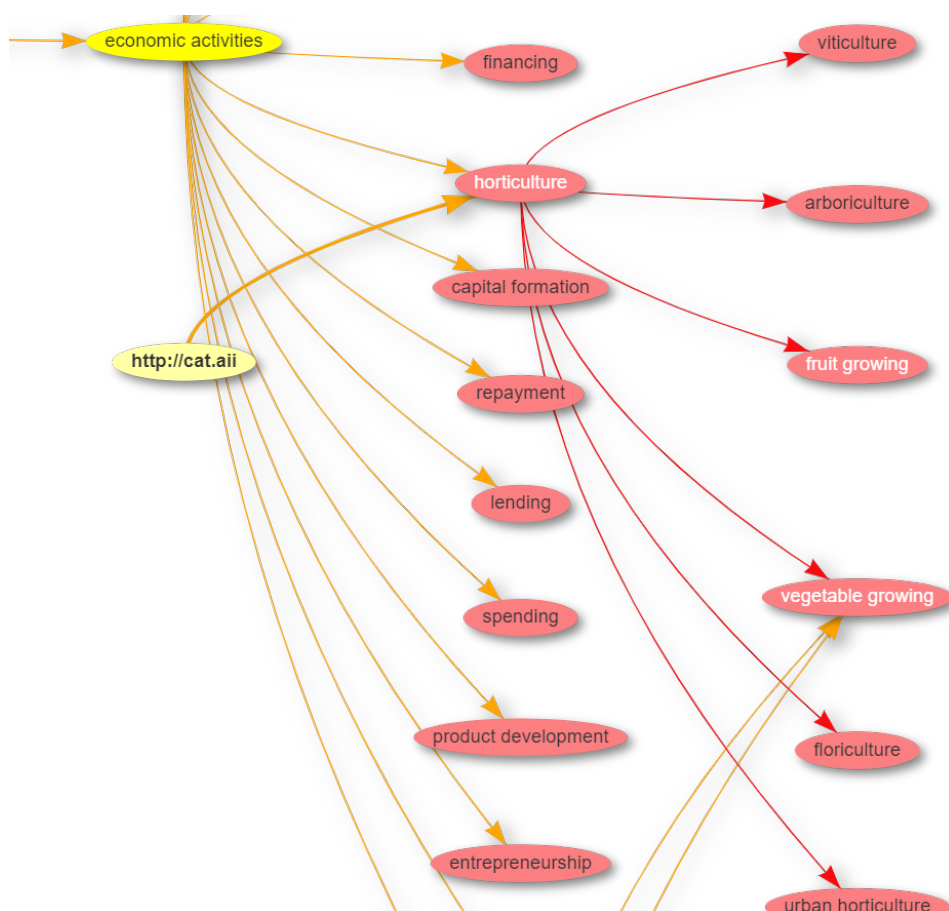 economic activities
financing
viticulture
horticulture
arboriculture
capital formation
http://cat.aii
fruit growing
repayment
lending
vegetable growing
spending
product development
floriculture
entrepreneurship
urban horticulture